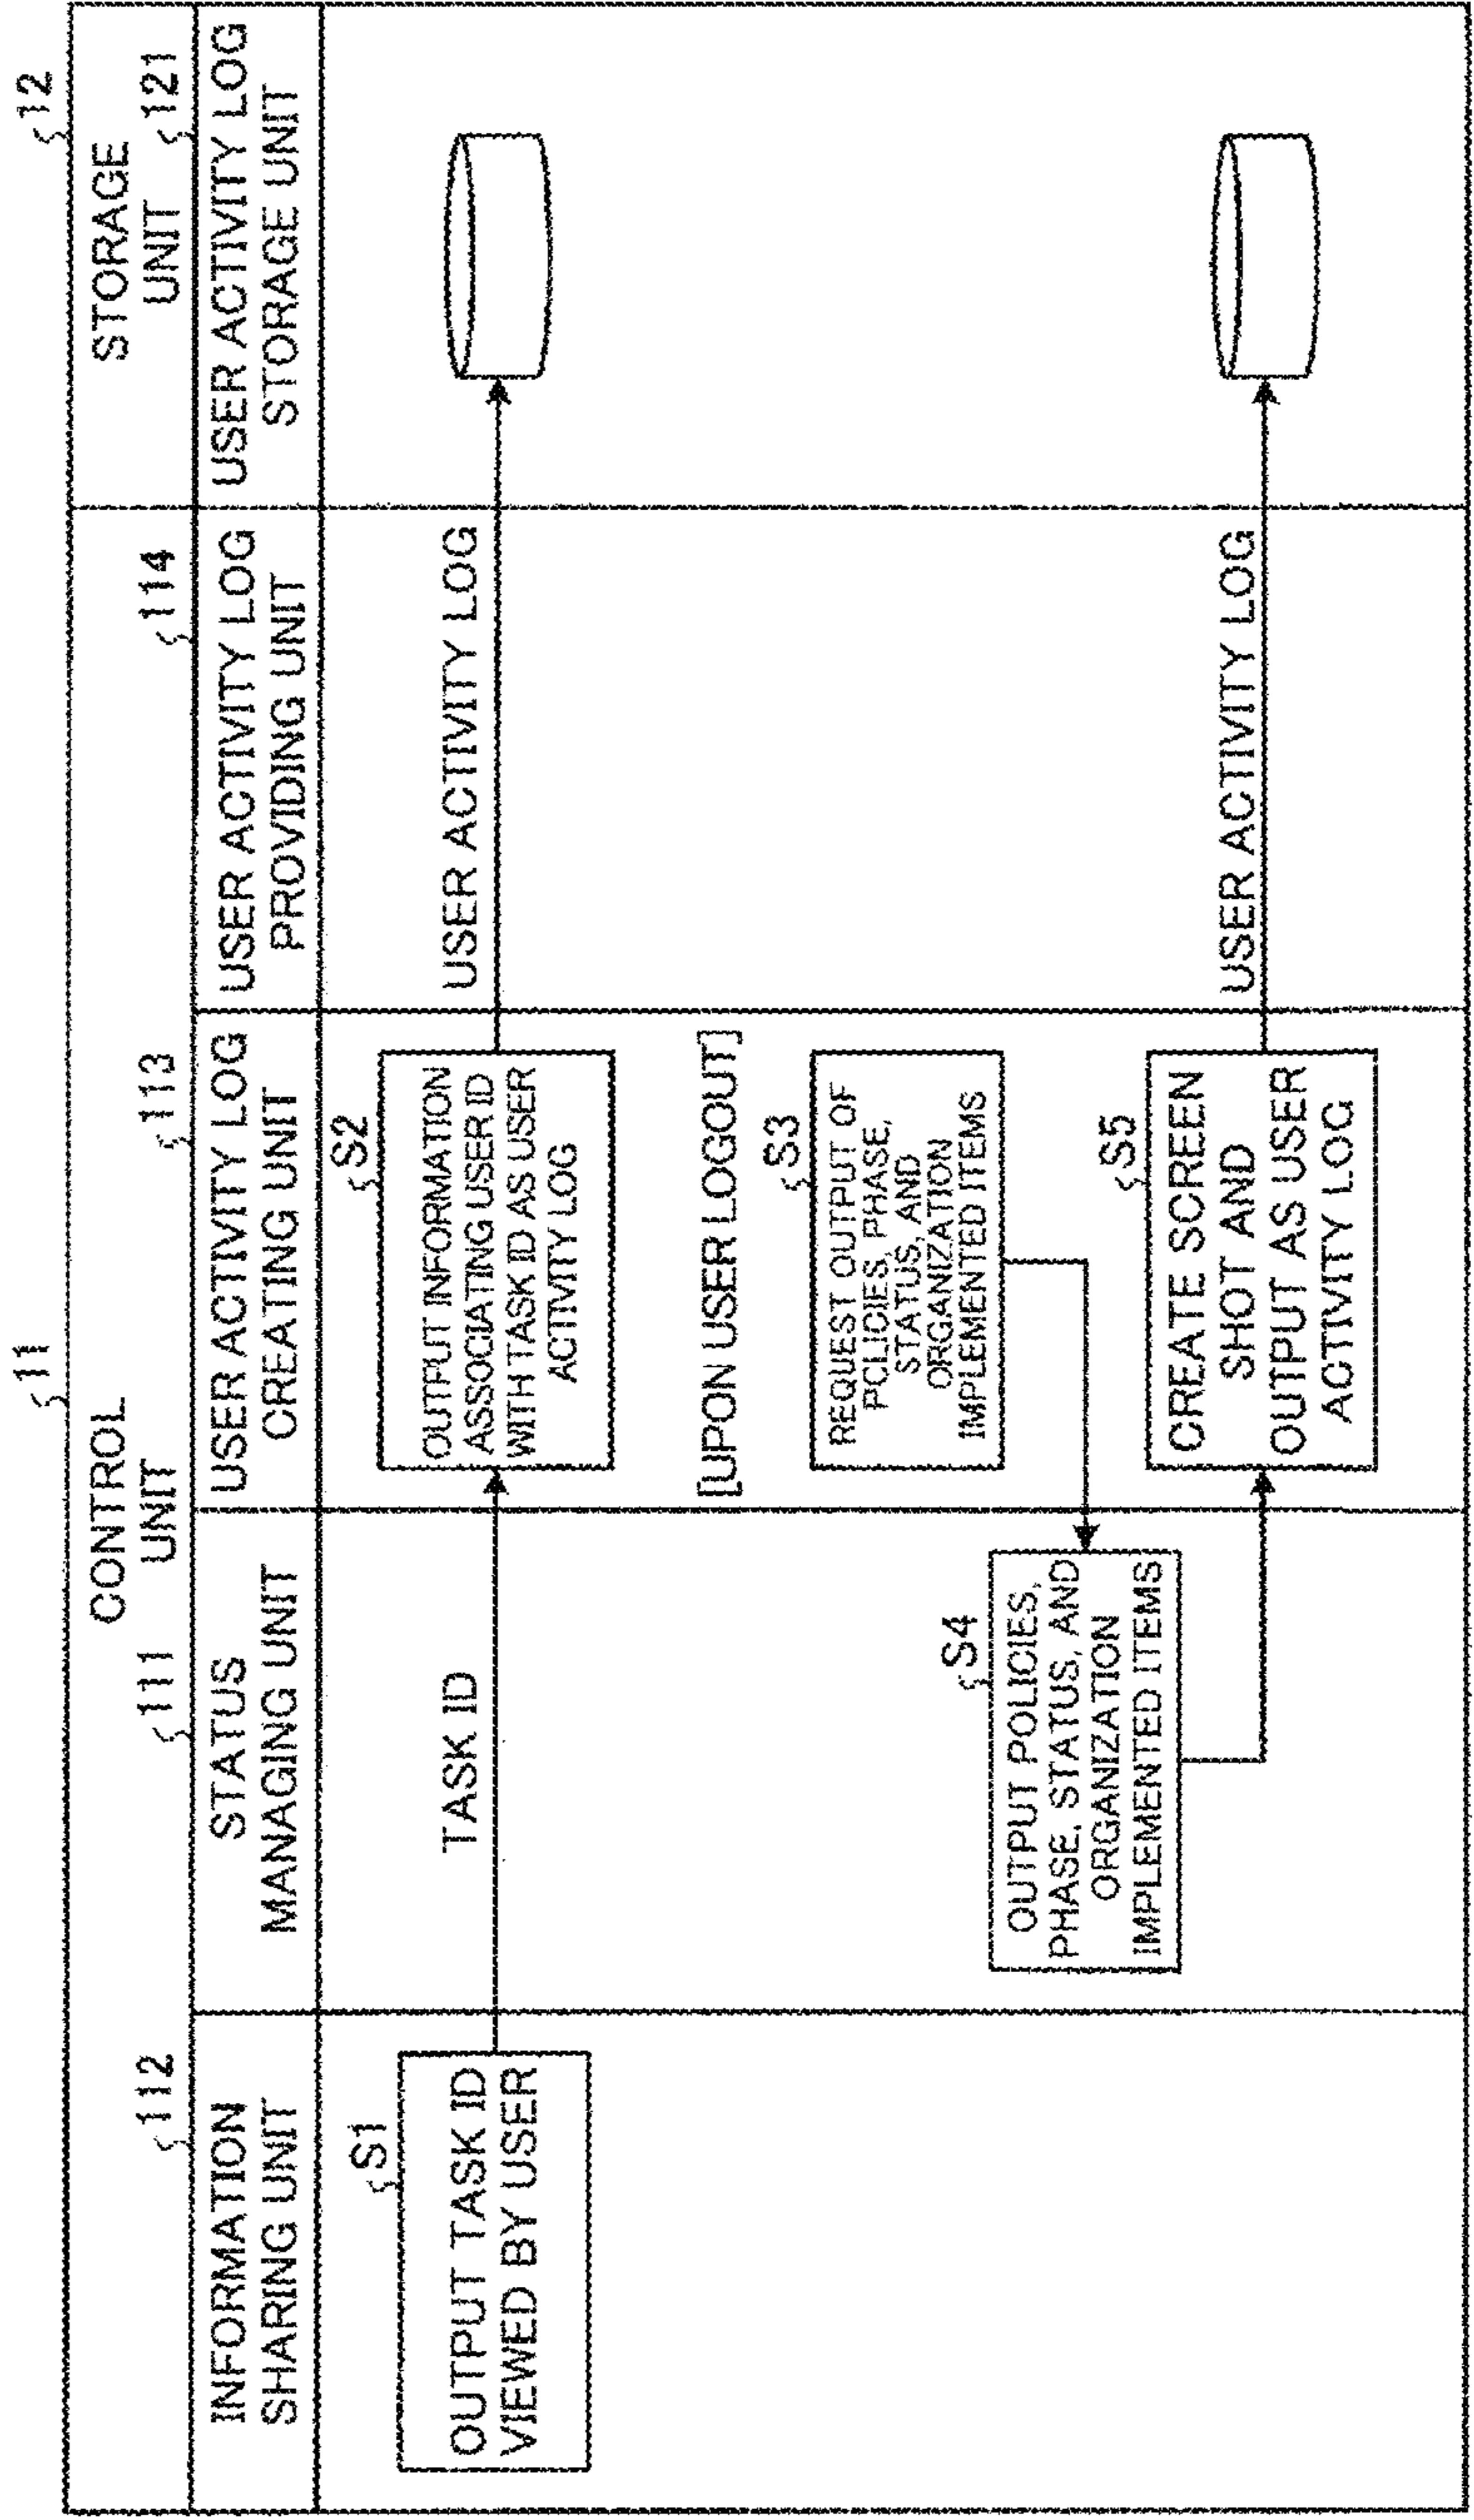 11
12
CONTROL
UNIT
STORAGE
UNIT
112
111
113
114
121
INFORMATION
SHARING UNIT
STATUS
MANAGING UNIT
USER ACTIVITY LOG
CREATING UNIT
USER ACTIVITY LOG
PROVIDING UNIT
USER ACTIVITY LOG
STORAGE UNIT
S1
OUTPUT TASK ID
VIEWED BY USER
TASK ID
S2
OUTPUT INFORMATION
ASSOCIATING USER ID
WITH TASK ID AS USER
ACTIVITY LOG
USER ACTIVITY LOG
[UPON USER LOGOUT]
S3
REQUEST OUTPUT OF
POLICIES, PHASE,
STATUS, AND
ORGANIZATION
IMPLEMENTED ITEMS
S4
OUTPUT POLICIES,
PHASE, STATUS, AND
ORGANIZATION
IMPLEMENTED ITEMS
S5
CREATE SCREEN
SHOT AND
OUTPUT AS USER
ACTIVITY LOG
USER ACTIVITY LOG